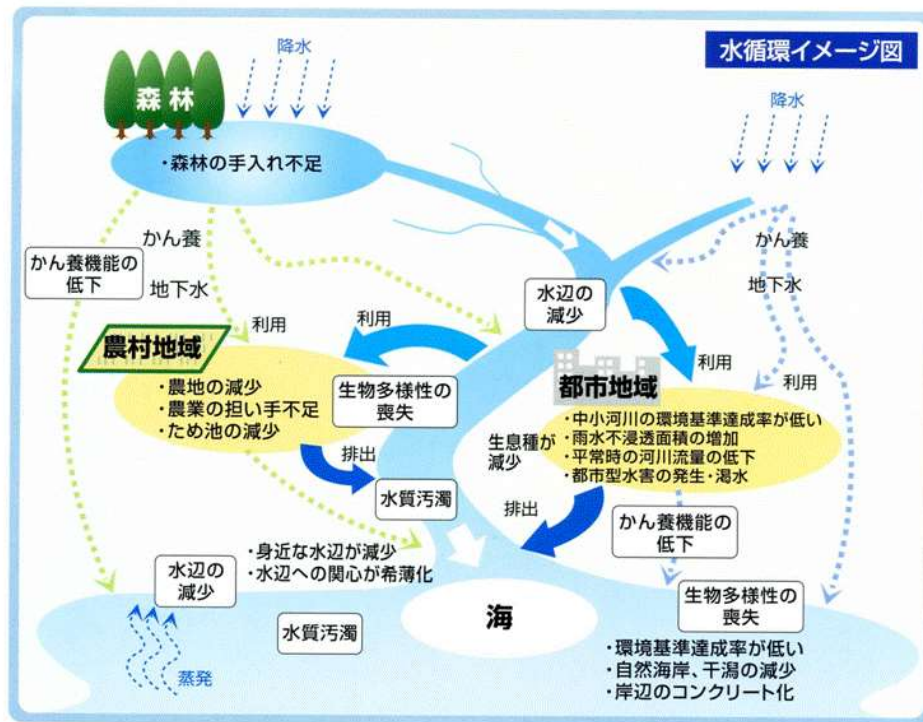 水循環イメージ図
降水
森林
・森林の手入れ不足
降水
かん養
かん養機能の
低下
地下水
かん養
地下水
水辺の
減少
利用
利用
利用
利用
農村地域
・農地の減少
・農業の担い手不足
・ため池の減少
生物多様性の
喪失
都市地域
・中小河川の環境基準達成率が低い
・雨水不浸透面積の増加
・平常時の河川流量の低下
・都市型水害の発生・渇水
生息種が
減少
排出
水質汚濁
排出
かん養機能の
低下
・身近な水辺が減少
・水辺への関心が希薄化
水辺の
減少
水質汚濁
海
生物多様性の
喪失
・環境基準達成率が低い
・自然海岸、干潟の減少
・岸辺のコンクリート化
蒸発